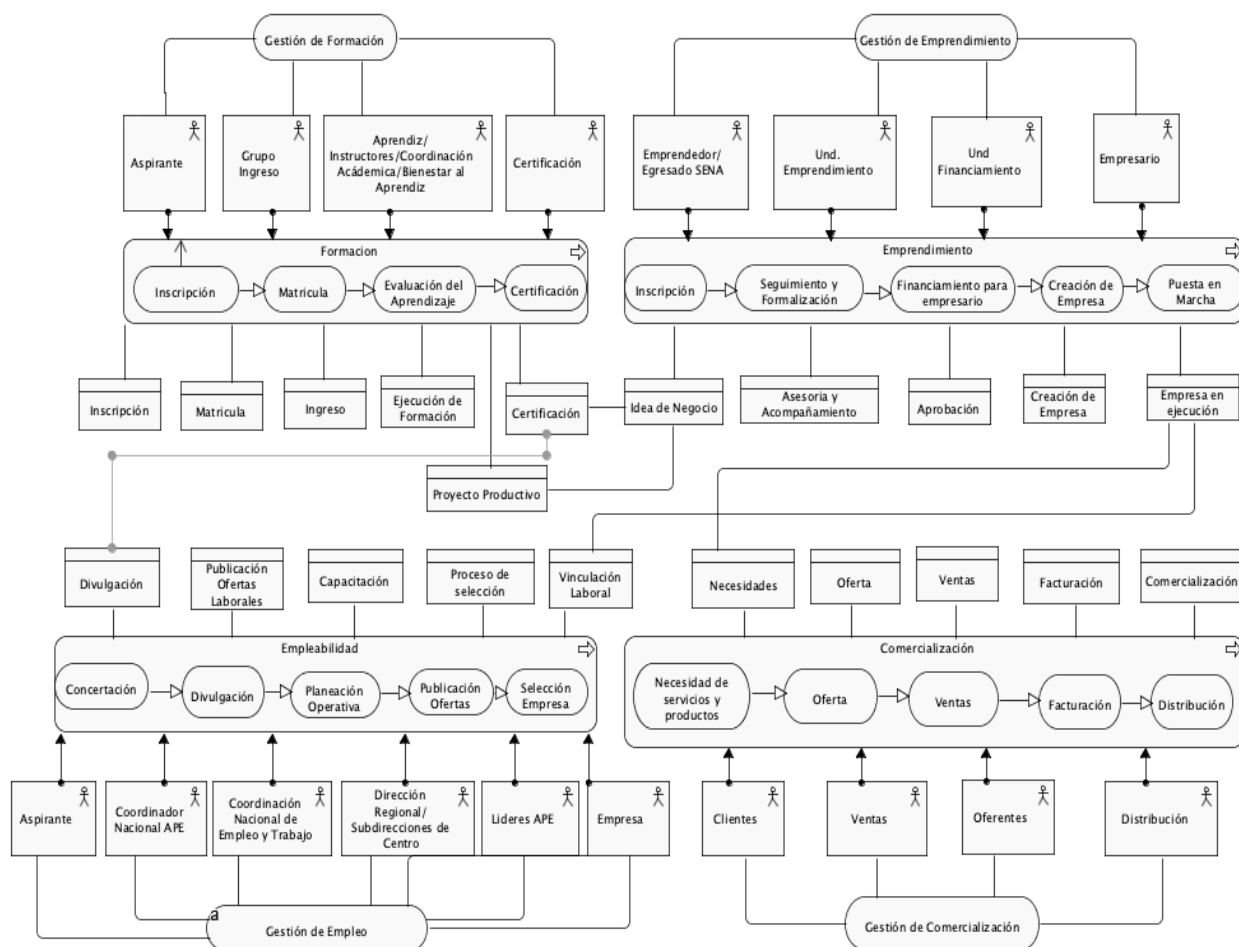 Gestión de Formación
Gestión de Emprendimiento
Aspirante
Grupo
Ingreso
Aprendiz/
Instructores/Coordinación
Acádemica/Bienestar al
Aprendiz
Certificación
Emprendedor/
Egresado SENA
Und.
Emprendimiento
Und
Financiamiento
Empresario
Formacion
Inscripción
Matricula
Evaluación del
Aprendizaje
Certificación
Emprendimiento
Inscripción
Seguimiento y
Formalización
Financiamiento para
empresario
Creación de
Empresa
Puesta en
Marcha
Inscripción
Matricula
Ingreso
Ejecución de
Formación
Certificación
Idea de Negocio
Asesoria y
Acompañamiento
Aprobación
Creación de
Empresa
Empresa en
ejecución
Proyecto Productivo
Divulgación
Publicación
Ofertas
Laborales
Capacitación
Proceso de
selección
Vinculación
Laboral
Necesidades
Oferta
Ventas
Facturación
Comercialización
Empleabilidad
Concertación
Divulgación
Planeación
Operativa
Publicación
Ofertas
Selección
Empresa
Comercialización
Necesidad de
servicios y
productos
Oferta
Ventas
Facturación
Distribución
Aspirante
Coordinador
Nacional APE
Coordinación
Nacional de
Empleo y Trabajo
Dirección
Regional/
Subdirecciones de
Centro
Lideres APE
Empresa
Clientes
Ventas
Oferentes
Distribución
a
Gestión de Empleo
Gestión de Comercialización